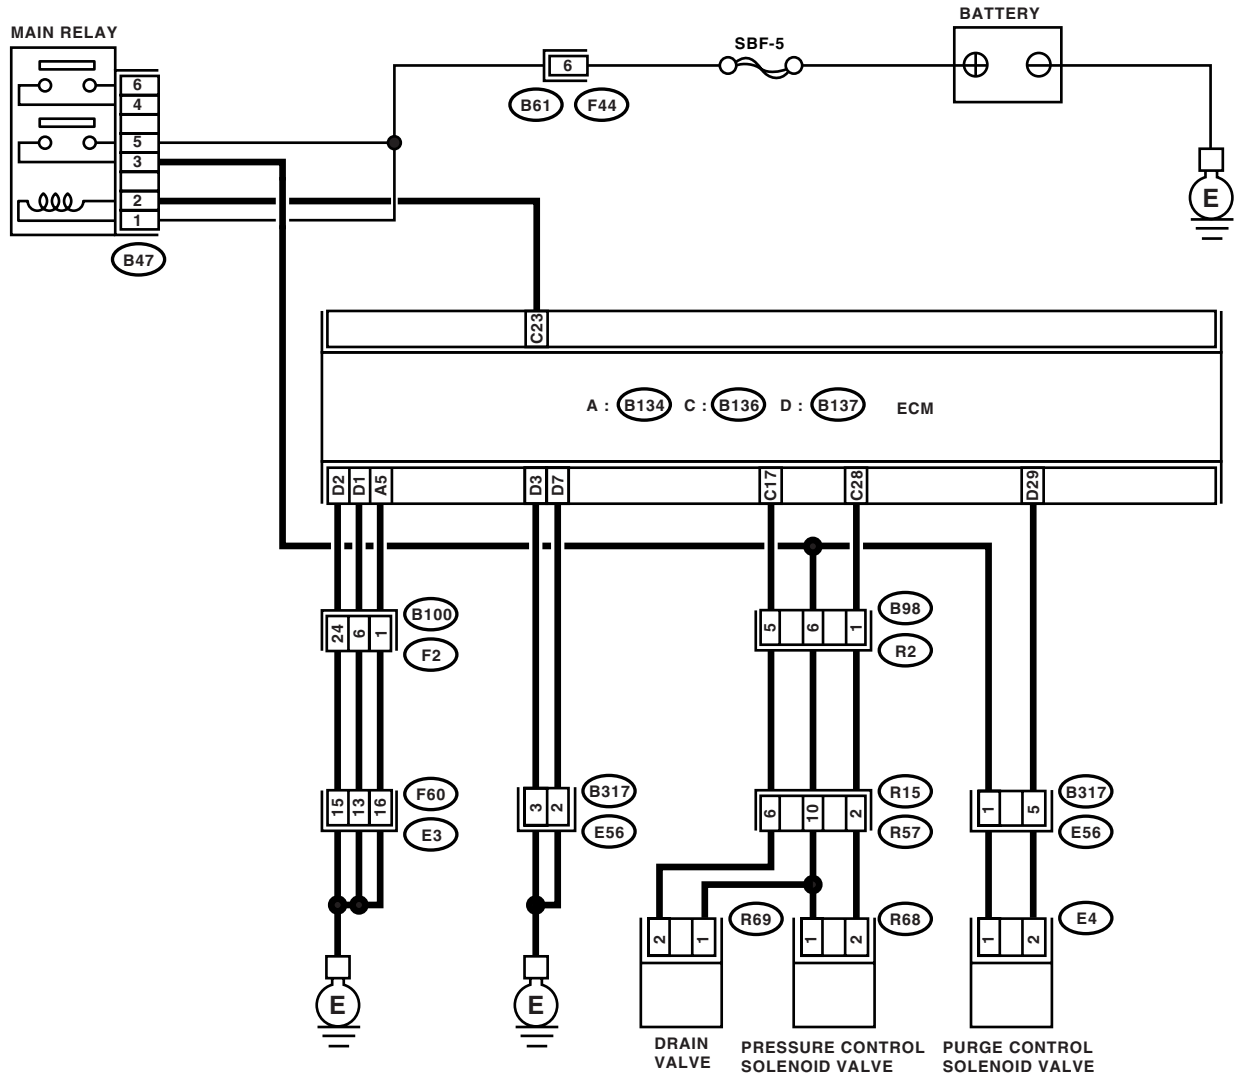 MAIN RELAY
BATTERY
SBF-5
6
4
5
3
2
1
B47
6
B61
F44
E
C23
A : B134 C : B136 D : B137 ECM
D2 D1 A5 D3 D7 C17 C28 D29
24 6 1
B100
F2
5 6 1
B98
R2
15 13 16
F60
E3
3 2
B317
E56
6 10 2
R15
R57
1 5
B317
E56
2 1
R69
1 2
R68
1 2
E4
E
E
DRAIN
VALVE
PRESSURE CONTROL
SOLENOID VALVE
PURGE CONTROL
SOLENOID VALVE